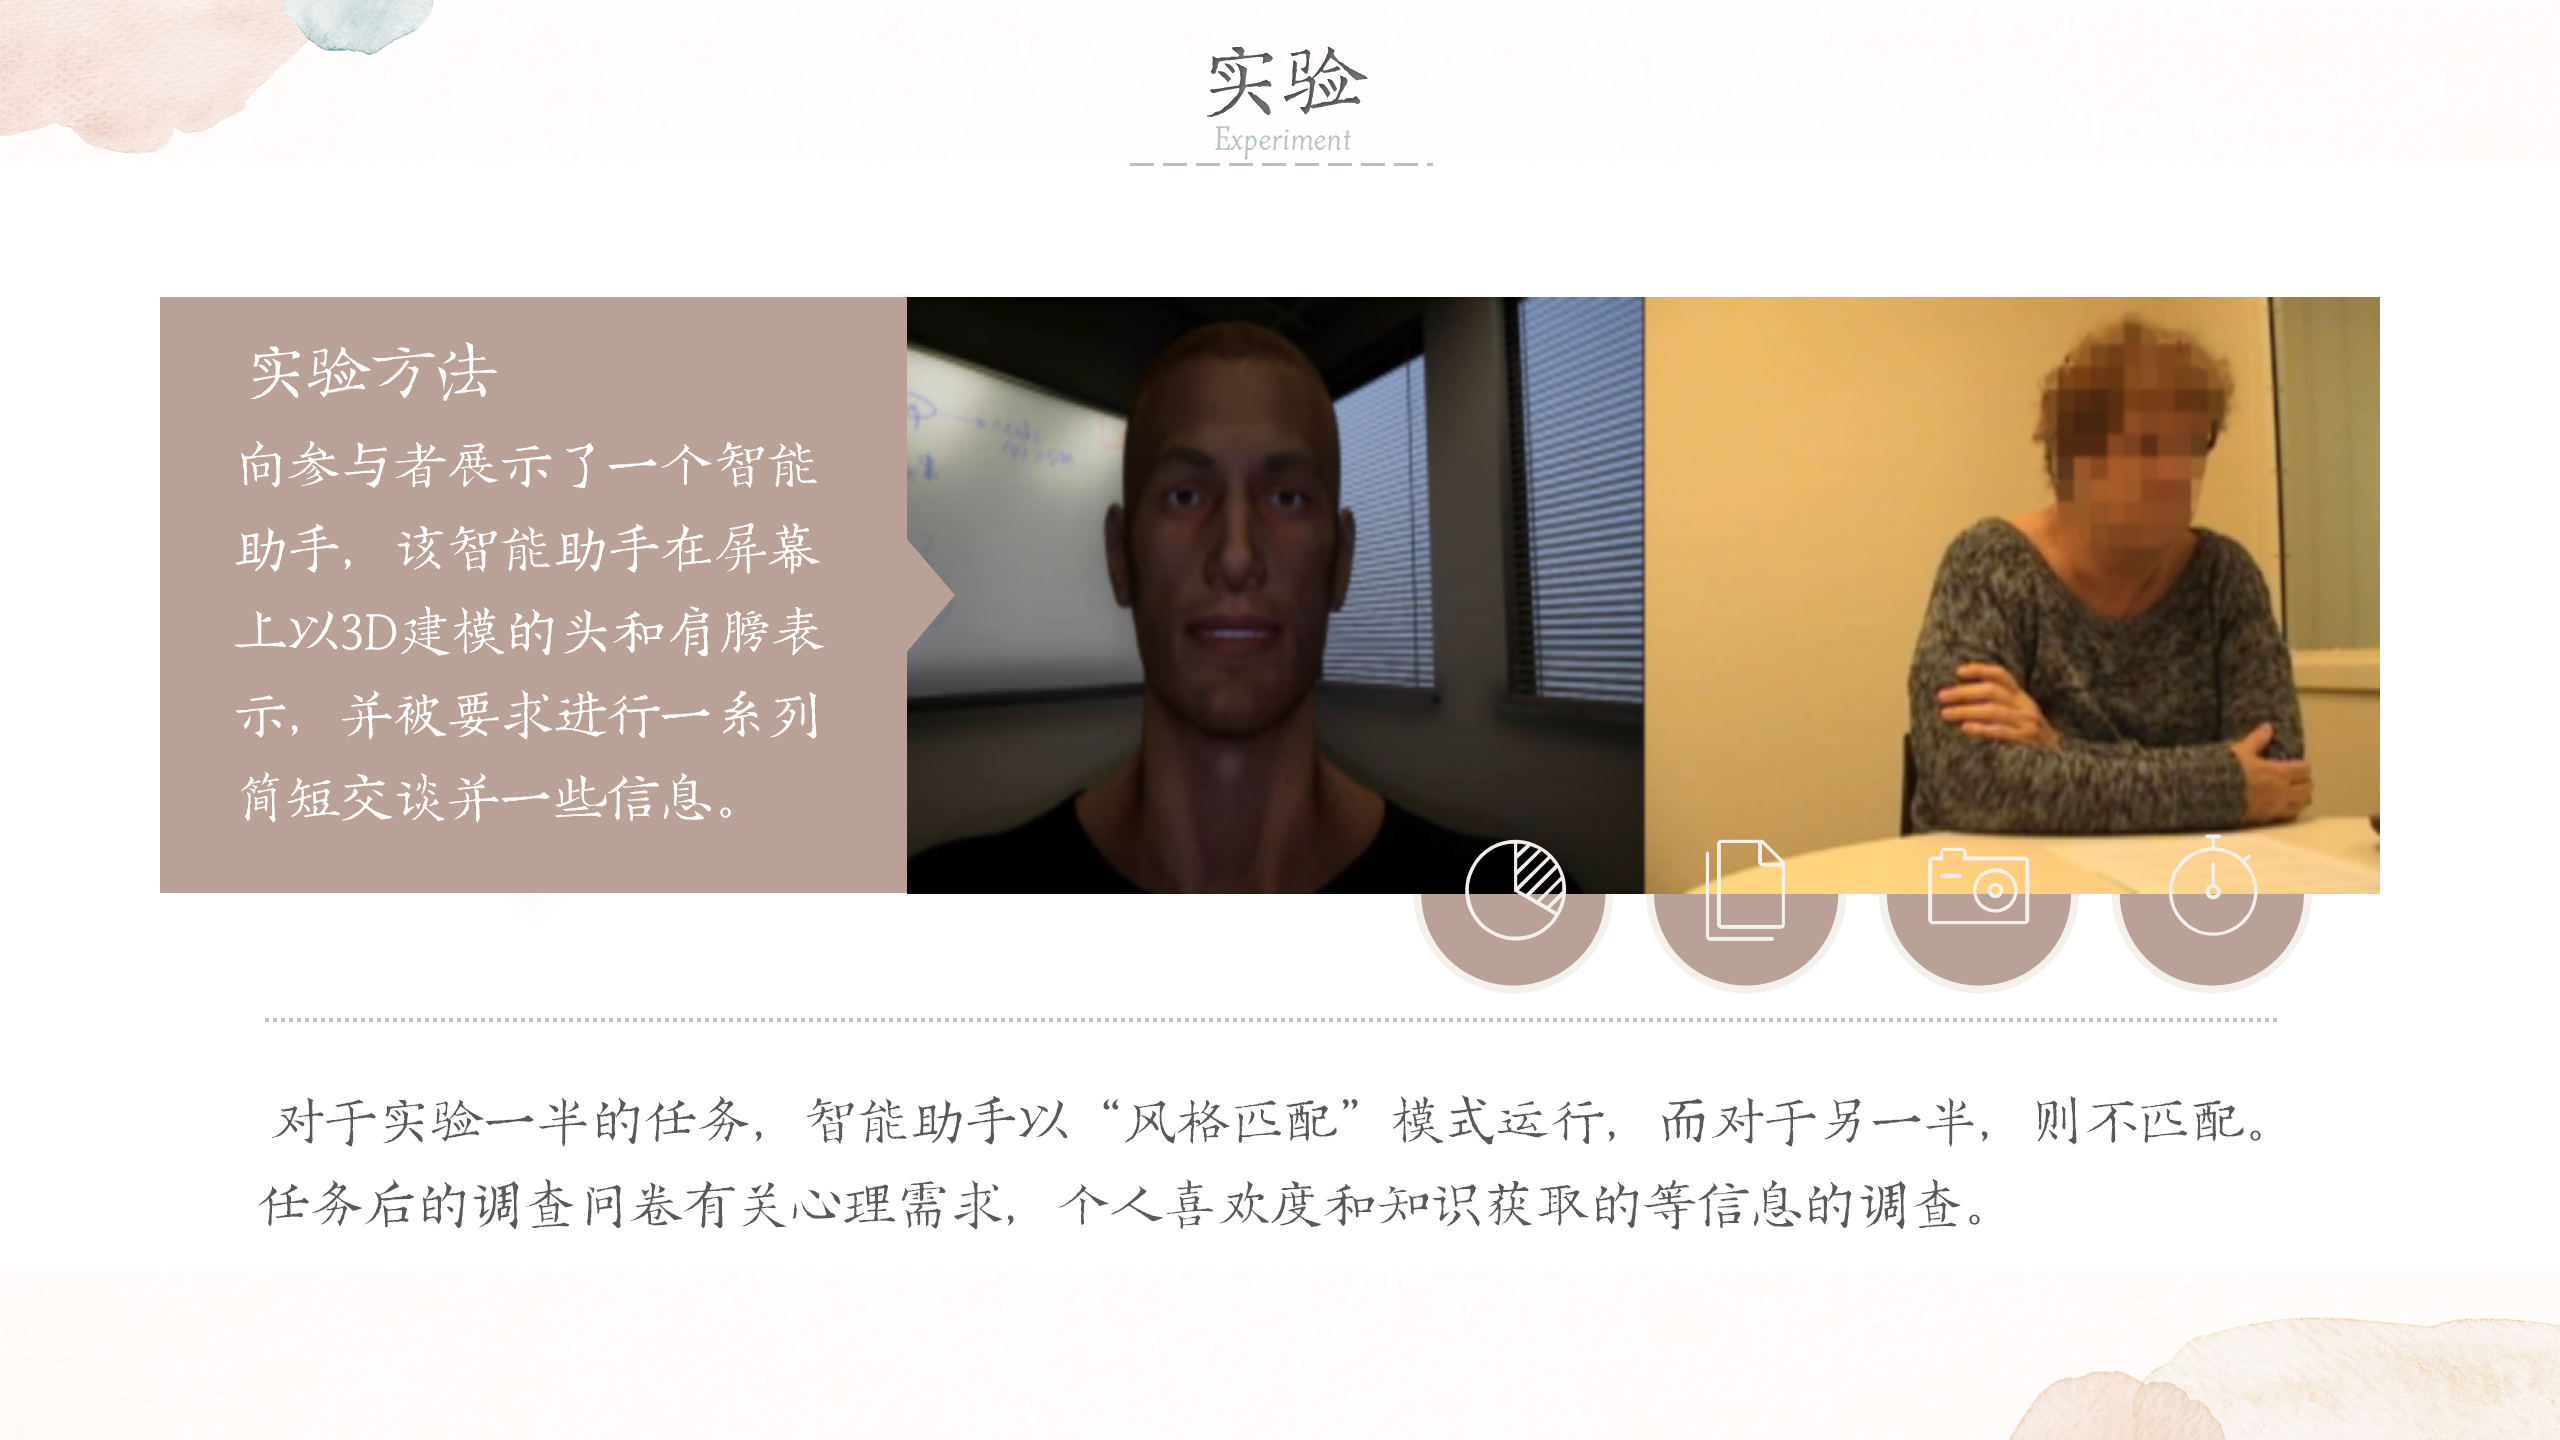 实验
Experiment
实验方法
向参与者展示了一个智能
助手，该智能助手在屏幕
上以3D建模的头和肩膀表
示，并被要求进行一系列
简短交谈并一些信息。
对于实验一半的任务，智能助手以“风格匹配”模式运行，而对于另一半，则不匹配。
任务后的调查问卷有关心理需求，个人喜欢度和知识获取的等信息的调查。